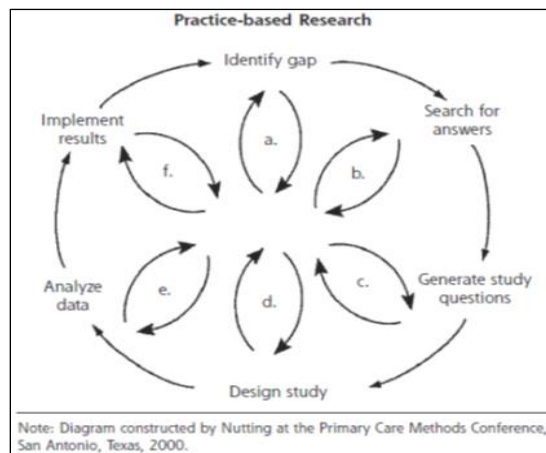 Practice-based Research
Identify gap
Search for
answers
Generate study
questions
Design study
Analyze
data
Implement
results
a.
b.
c.
d.
e.
f.
Note: Diagram constructed by Nutting at the Primary Care Methods Conference,
San Antonio, Texas, 2000.